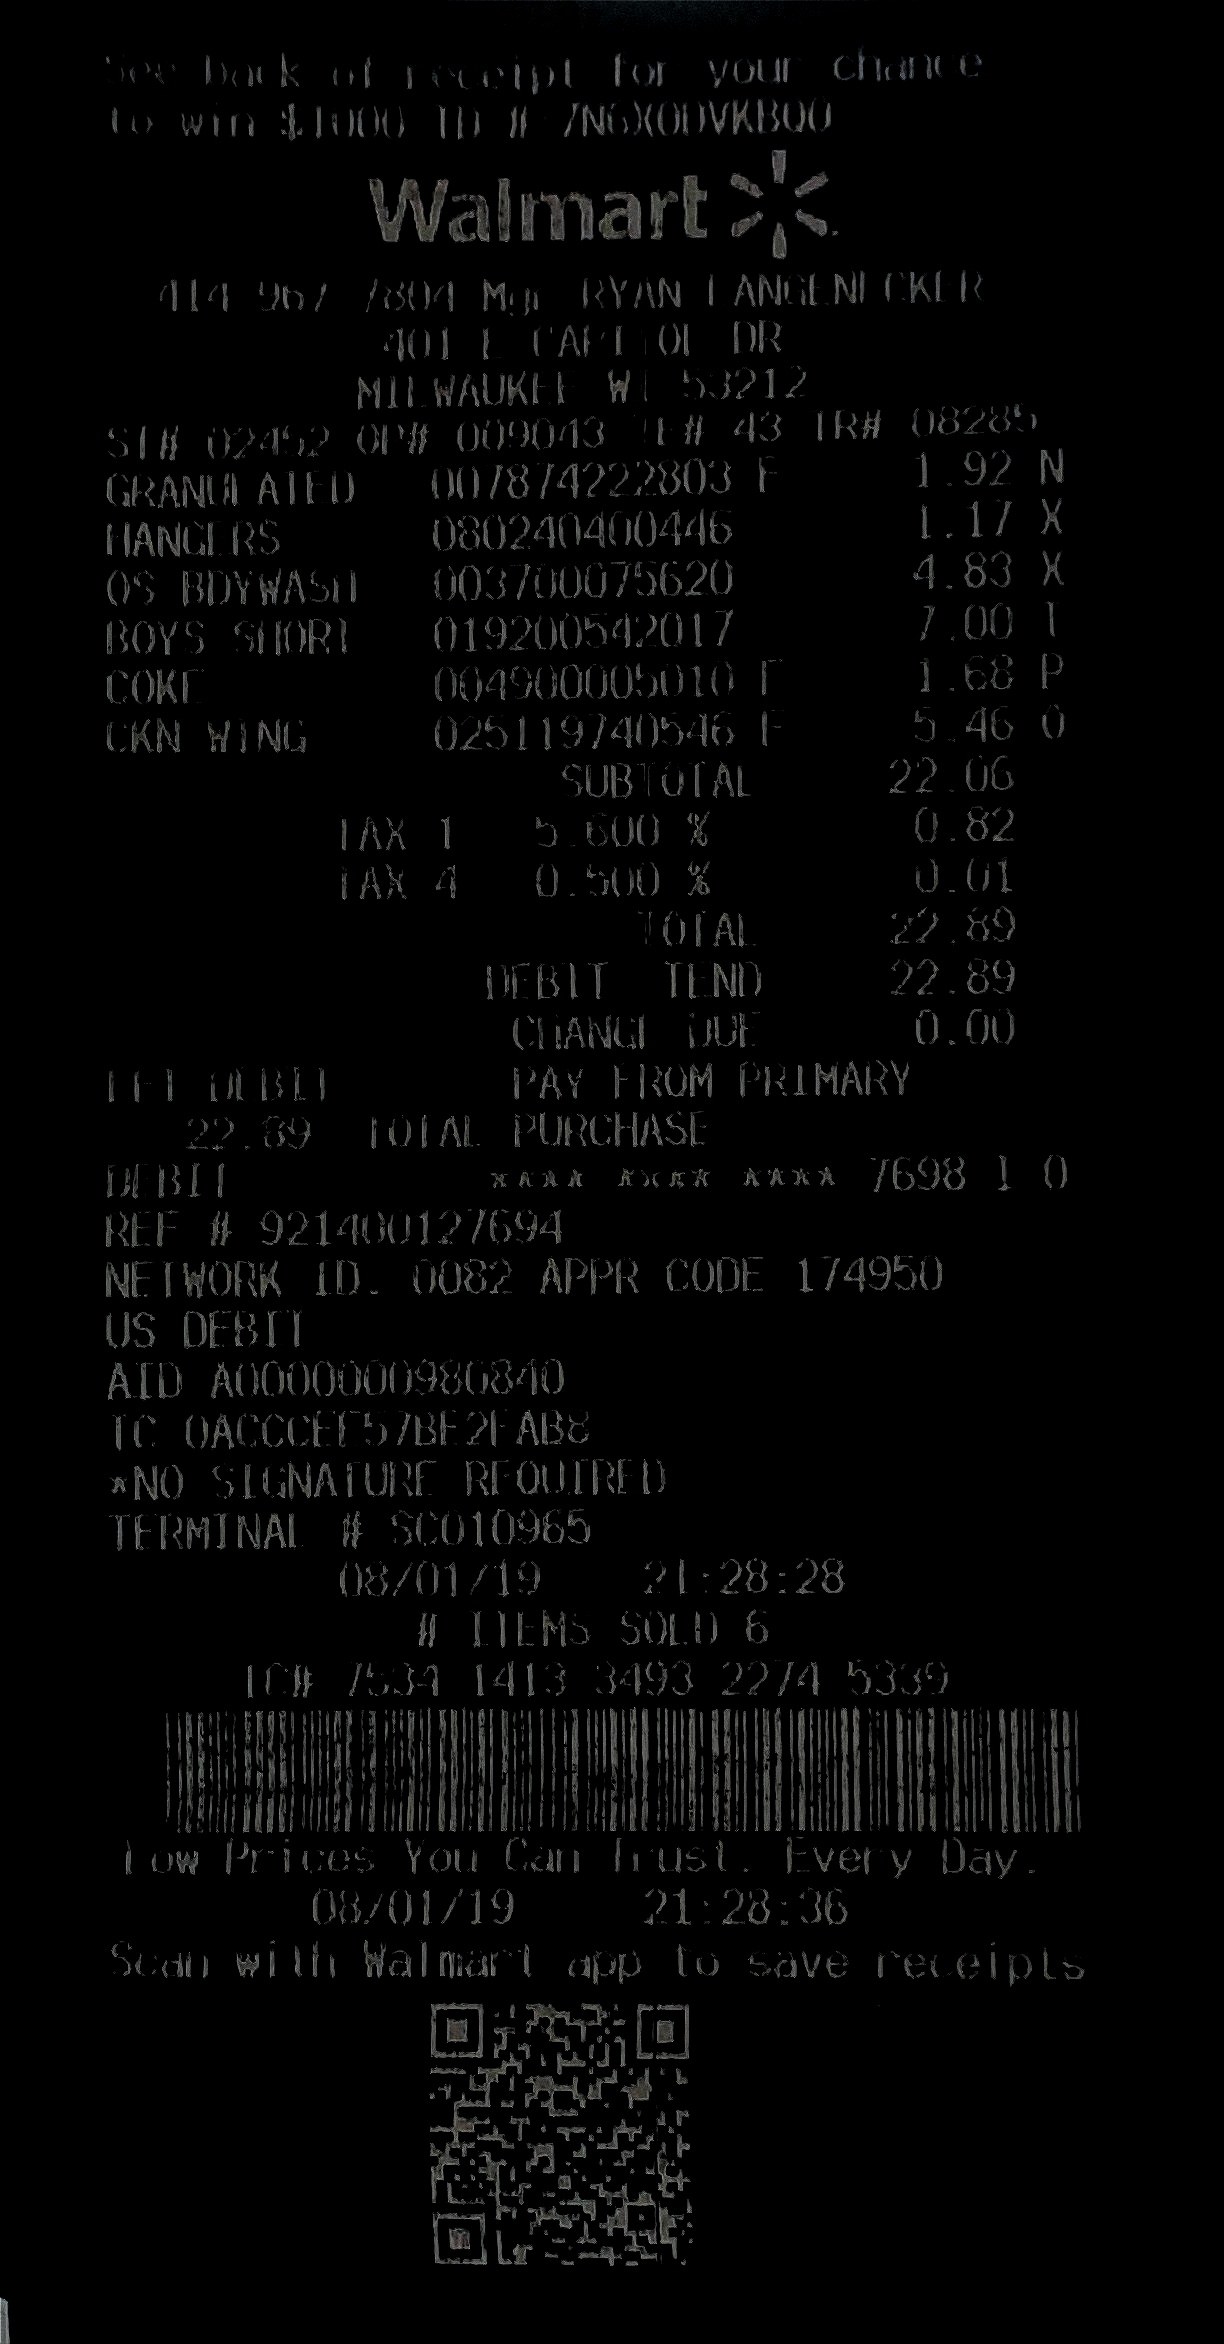 See back of receipt for your chance
to win $1000 ID # 7NGXODVKBQO
Walmart
414-967-7804 Mgr. RYAN LANGENECKER
401 E CAPITOL DR
MILWAUKEE WI 53212
ST# 02452 OP# 009043 TE# 43 TR# 08285
GRANULATED 007874222803 F 1.92 N
HANGERS 080240400446 1.17 X
OS BDYWASH 003700075620 4.83 X
BOYS SHORT 019200542017 7.00 T
COKE 004900005010 F 1.68 P
CKN WING 025119740546 F 5.46 O
SUBTOTAL 22.06
TAX 1 5.600 % 0.82
TAX 4 0.500 % 0.01
TOTAL 22.89
DEBIT TEND 22.89
CHANGE DUE 0.00
EFT DEBIT PAY FROM PRIMARY
22.89 TOTAL PURCHASE
DEBIT **** **** **** 7698 I 0
REF # 921400127694
NETWORK ID. 0082 APPR CODE 174950
US DEBIT
AID A0000000980840
TC 0ACCCEE57BE2FAB8
*NO SIGNATURE REQUIRED
TERMINAL # SC010965
08/01/19 21:28:28
# ITEMS SOLD 6
TC# 7534 1413 3493 2274 5339
Low Prices You Can Trust. Every Day.
08/01/19 21:28:36
Scan with Walmart app to save receipts